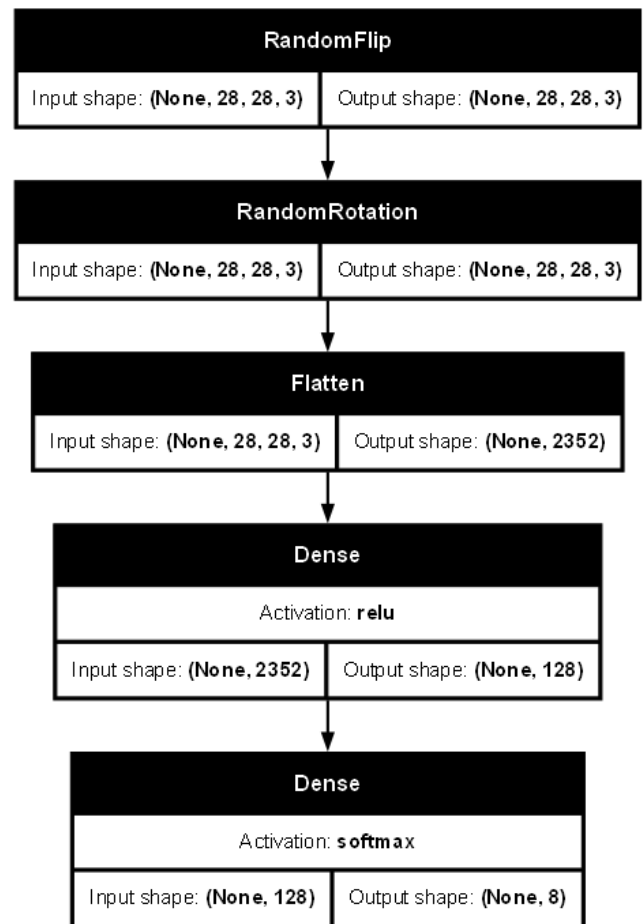 RandomFlip
Input shape: (None, 28, 28, 3) Output shape: (None, 28, 28, 3)
RandomRotation
Input shape: (None, 28, 28, 3) Output shape: (None, 28, 28, 3)
Flatten
Input shape: (None, 28, 28, 3) Output shape: (None, 2352)
Dense
Activation: relu
Input shape: (None, 2352) Output shape: (None, 128)
Dense
Activation: softmax
Input shape: (None, 128) Output shape: (None, 8)